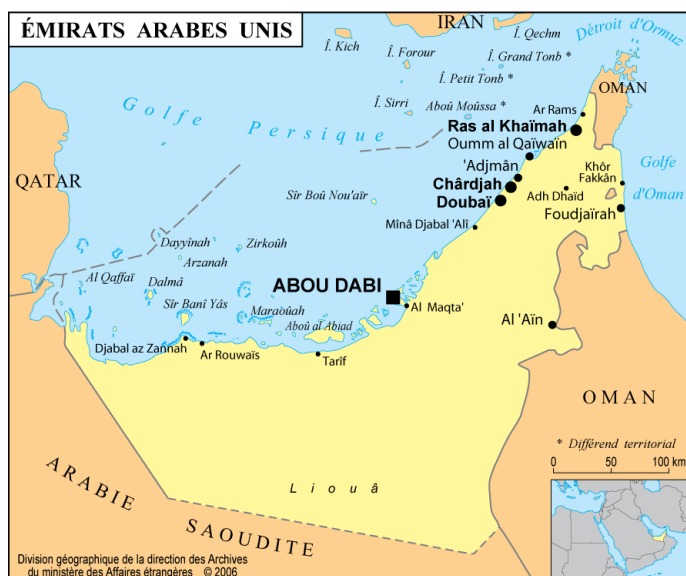 ÉMIRATS ARABES UNIS
IRAN
Détroit d'Ormuz
Î. Qechm
Î. Kich
Î. Forour
Î. Grand Tonb *
Î. Petit Tonb *
Î. Sirri
Aboû Moûssa *
OMAN
Ar Rams
Golfe Persique
Ras al Khaïmah
Oumm al Qaïwaïn
'Adjmân
Khôr
Fakkân
Golfe
d'Oman
QATAR
Chârdjah
Adh Dhaïd
Doubaï
Foudjaïrah
Sîr Boû Nou'aïr
Mînâ Djabal 'Alî
Dayyînah
Zirkoûh
Arzanah
Al Qaffaï
Dalmâ
ABOU DABI
Sîr Banî Yâs
Maraoûah
Al Maqta'
Aboû al Abiad
Al 'Aïn
Djabal az Zannah
Ar Rouwaïs
Tarîf
OMAN
* Différend territorial
0 50 100 km
Liouâ
ARABIE
SAOUDITE
Division géographique de la direction des Archives
du ministère des Affaires étrangères © 2006